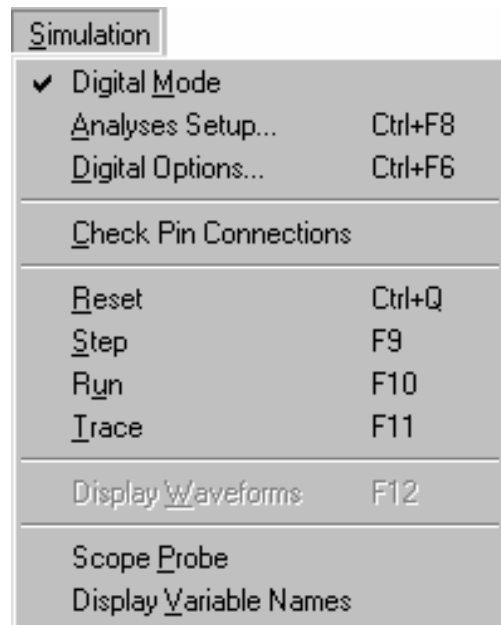 Simulation
✓ Digital Mode
Analyses Setup... Ctrl+F8
Digital Options... Ctrl+F6
Check Pin Connections
Reset Ctrl+Q
Step F9
Run F10
Trace F11
Display Waveforms F12
Scope Probe
Display Variable Names